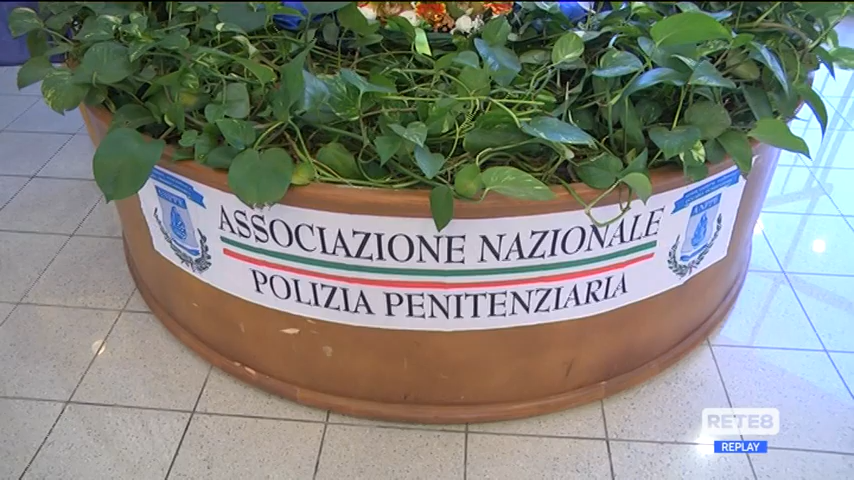 ASSOCIAZIONE NAZIONALE
POLIZIA PENITENZIARIA
RETE8
REPLAY